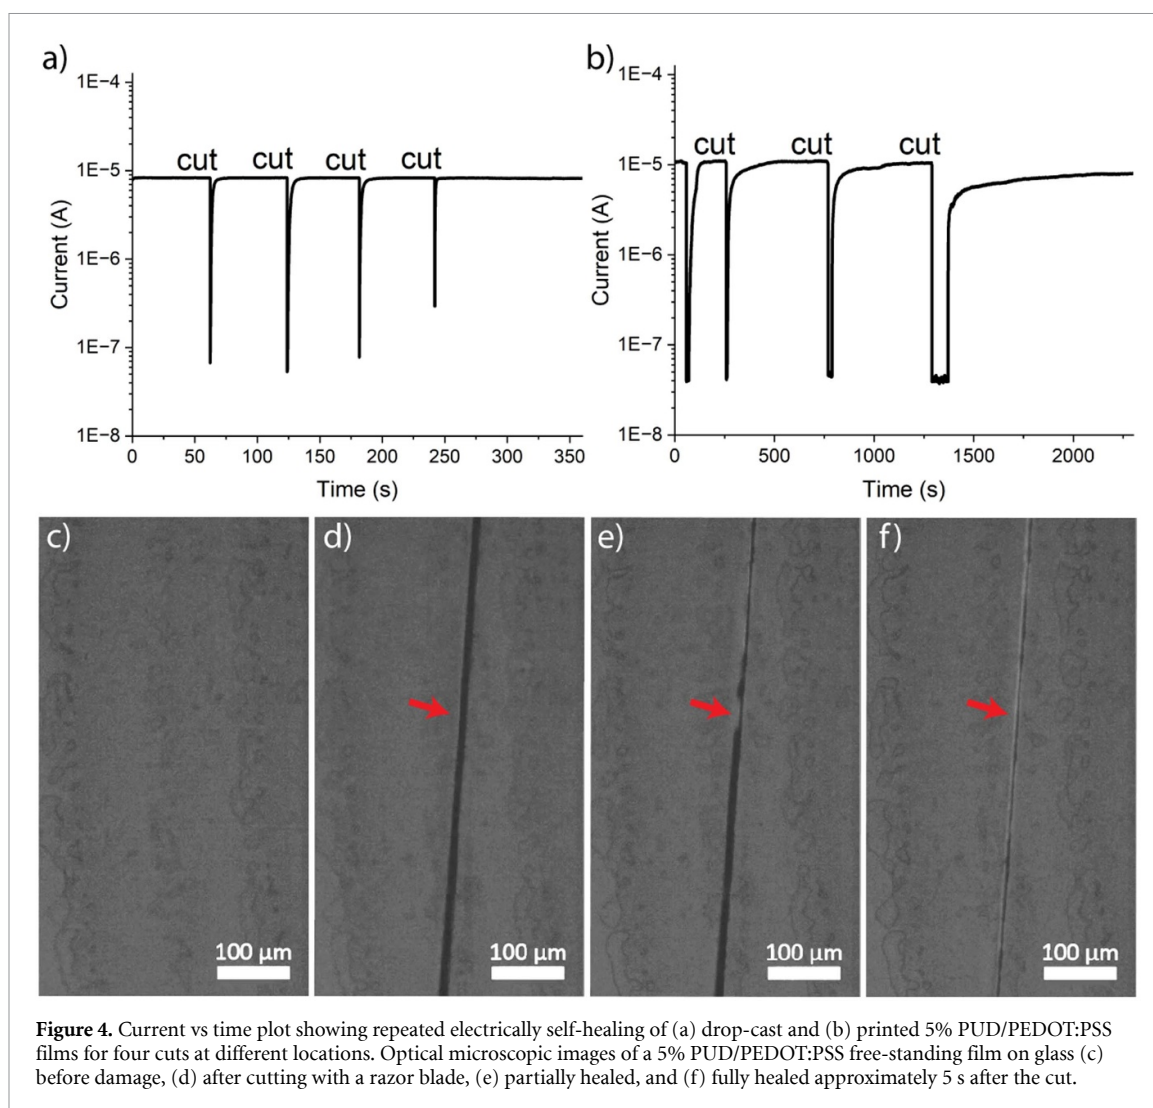 a)
1E−4
1E−5
1E−6
1E−7
1E−8
Current (A)
cut cut cut cut
0 50 100 150 200 250 300 350
Time (s)
b)
1E−4
1E−5
1E−6
1E−7
1E−8
Current (A)
cut cut cut
0 500 1000 1500 2000
Time (s)
c)
100 µm
d)
100 µm
e)
100 µm
f)
100 µm
Figure 4. Current vs time plot showing repeated electrically self-healing of (a) drop-cast and (b) printed 5% PUD/PEDOT:PSS
films for four cuts at different locations. Optical microscopic images of a 5% PUD/PEDOT:PSS free-standing film on glass (c)
before damage, (d) after cutting with a razor blade, (e) partially healed, and (f) fully healed approximately 5 s after the cut.